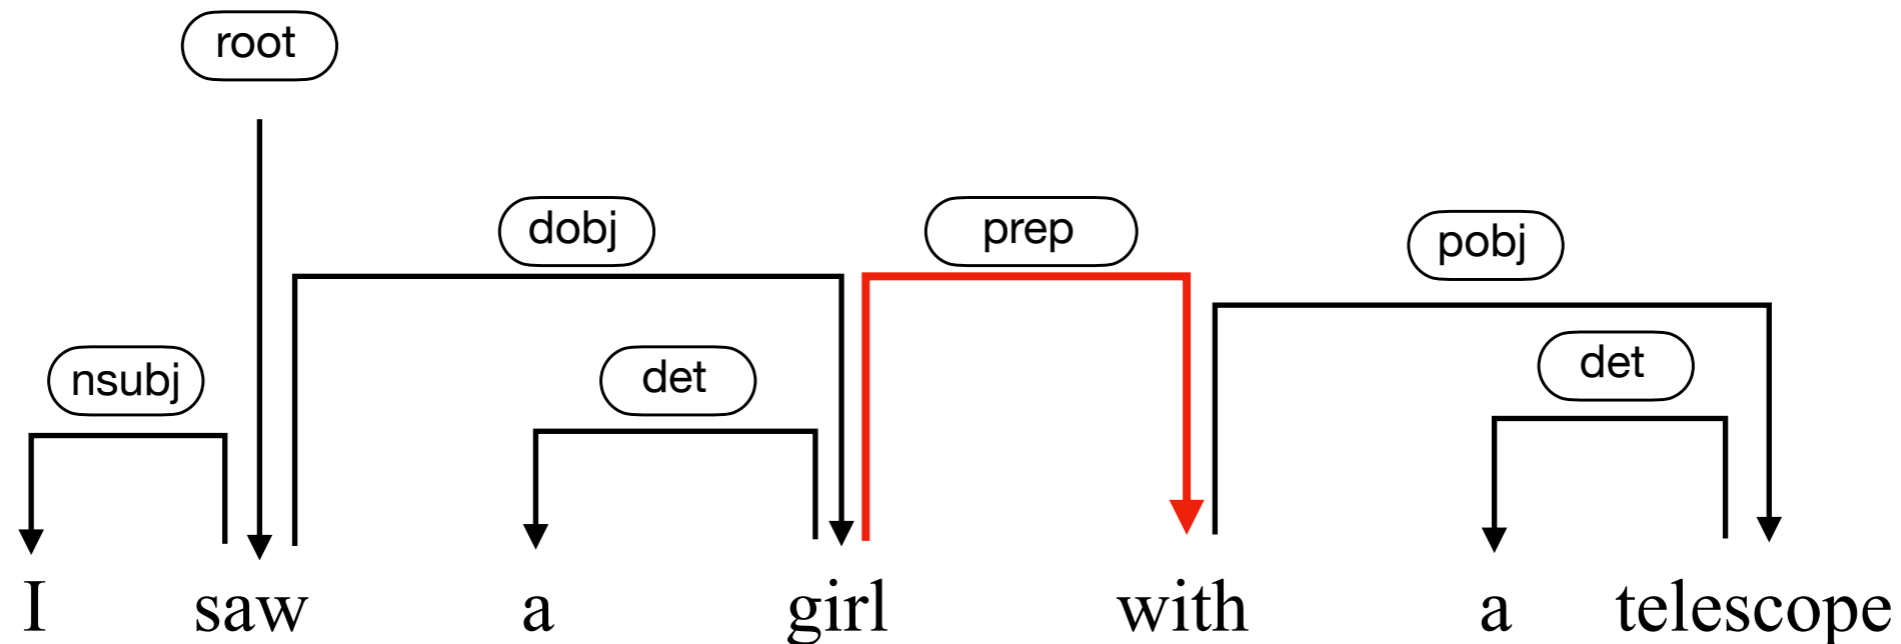 root
dobj prep pobj
nsubj det det
I saw a girl with a telescope